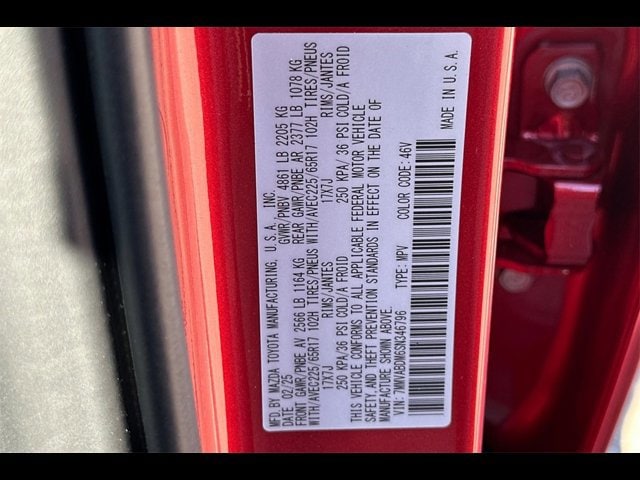 MFD. BY MAZDA TOYOTA MANUFACTURING, U.S.A., INC.
DATE: 02/25 GVWR/PNBV 4861 LB 2205 KG
FRONT GAWR/PNBE AV 2566 LB 1164 KG REAR GAWR/PNBE AR 2377 LB 1078 KG
WITH/AVEC225/65R17 102H TIRES/PNEUS WITH/AVEC225/65R17 102H TIRES/PNEUS
17X7J RIMS/JANTES 17X7J RIMS/JANTES
250 KPA/36 PSI COLD/A FROID 250 KPA/ 36 PSI COLD/A FROID
THIS VEHICLE CONFORMS TO ALL APPLICABLE FEDERAL MOTOR VEHICLE
SAFETY, AND THEFT PREVENTION STANDARDS IN EFFECT ON THE DATE OF
MANUFACTURE SHOWN ABOVE.
VIN: 7MMVABDM6SN346796 TYPE: MPV COLOR CODE: 46V
MADE IN U.S.A.